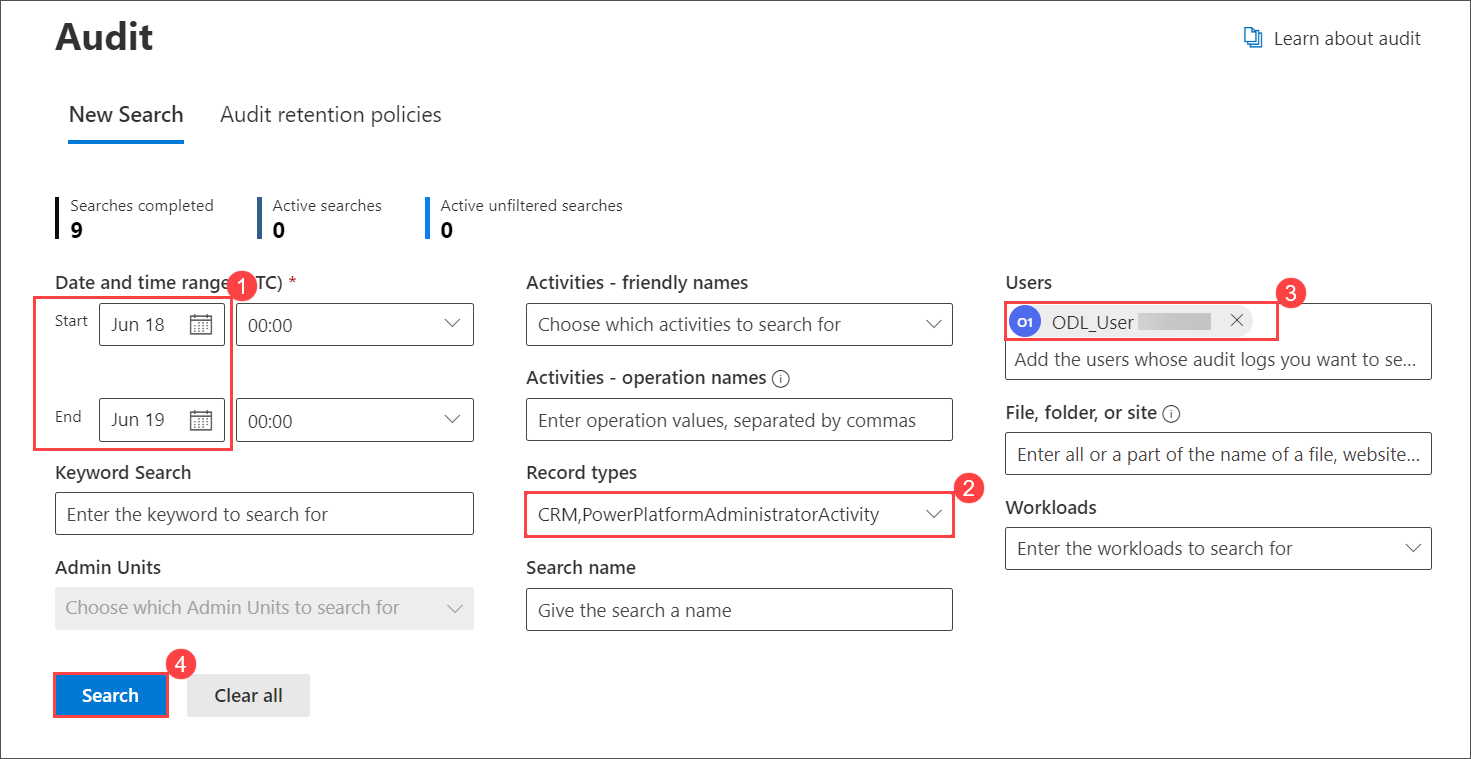 Audit
Learn about audit
New Search
Audit retention policies
Searches completed
9
Active searches
0
Active unfiltered searches
0
Date and time range TC) *
1
Start
Jun 18
00:00
End
Jun 19
00:00
Keyword Search
Enter the keyword to search for
Admin Units
Choose which Admin Units to search for
Activities - friendly names
Choose which activities to search for
Activities - operation names
Enter operation values, separated by commas
Record types
2
CRM,PowerPlatformAdministratorActivity
Search name
Give the search a name
Users
3
O1 ODL_User
Add the users whose audit logs you want to se...
File, folder, or site
Enter all or a part of the name of a file, website...
Workloads
Enter the workloads to search for
4
Search
Clear all